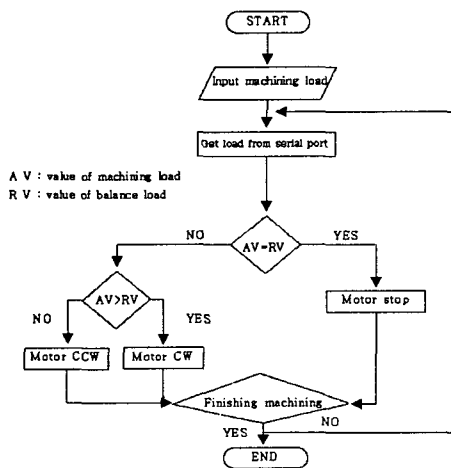 START
Input machining load
Get load from serial port
A V : value of machining load
R V : value of balance load
NO
YES
AV=RV
AV>RV
NO
YES
Motor stop
Motor CCW
Motor CW
Finishing machining
YES
NO
END